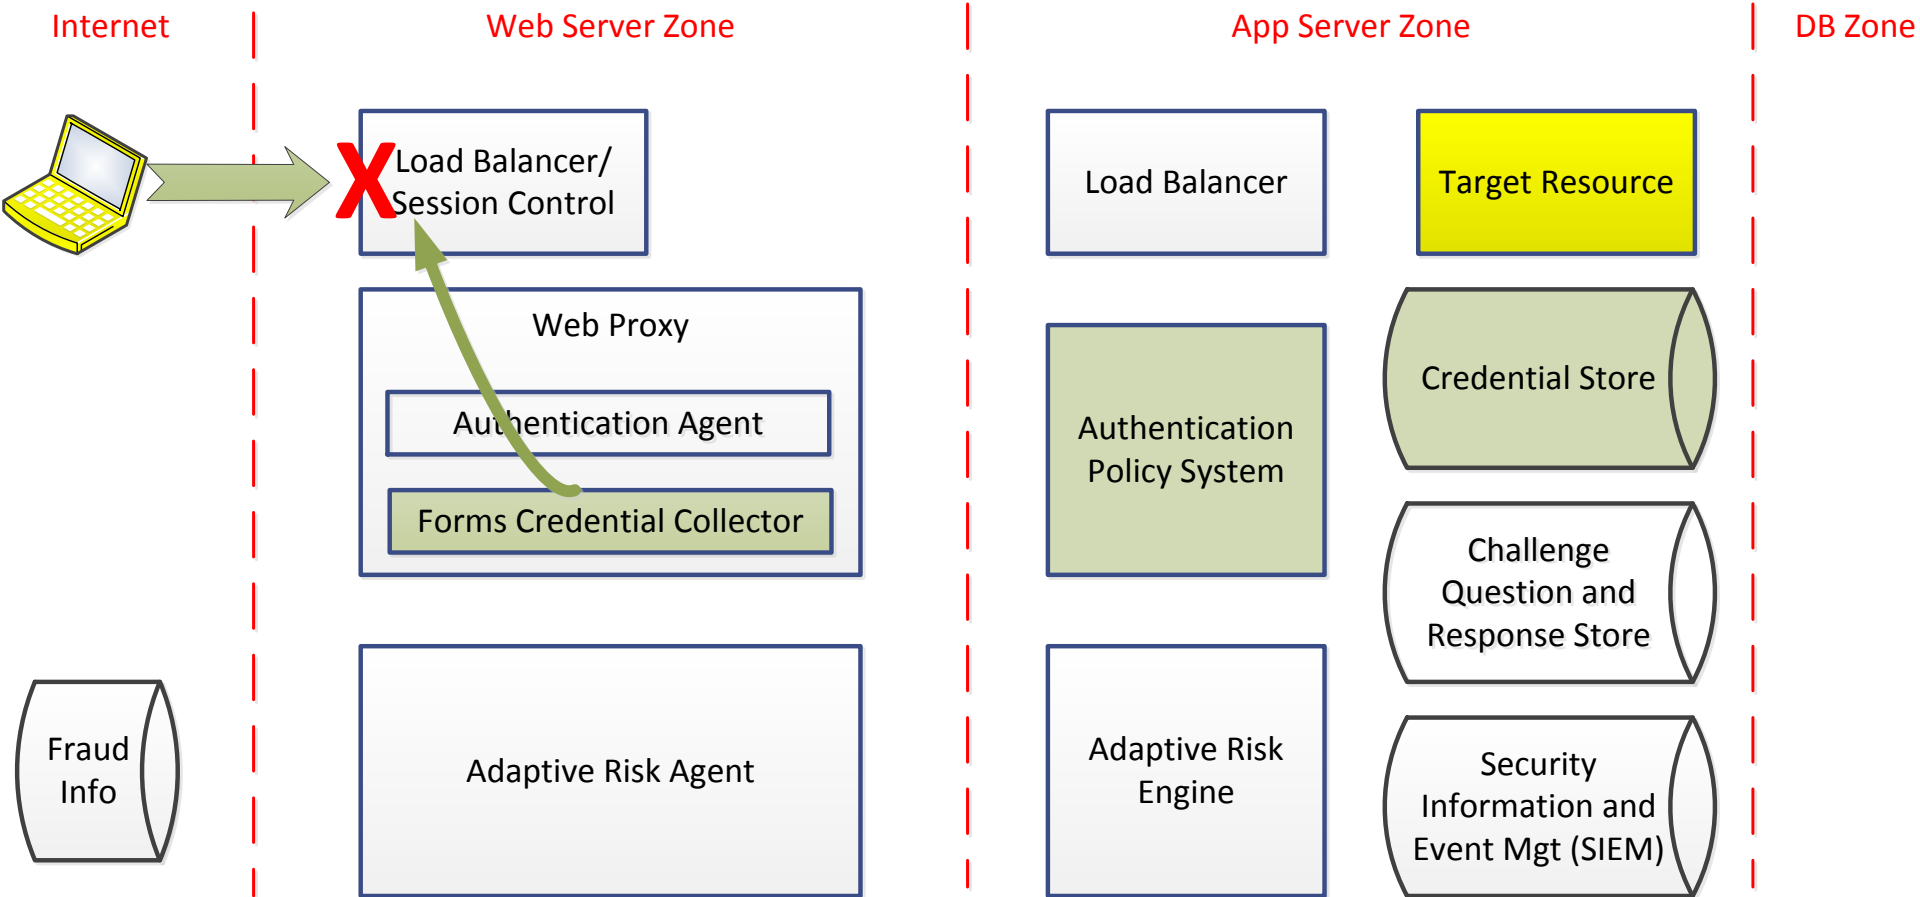 Internet
Web Server Zone
App Server Zone
DB Zone
X
Load Balancer/
Session Control
Load Balancer
Target Resource
Web Proxy
Authentication Agent
Forms Credential Collector
Authentication
Policy System
Credential Store
Challenge
Question and
Response Store
Fraud
Info
Adaptive Risk Agent
Adaptive Risk
Engine
Security
Information and
Event Mgt (SIEM)